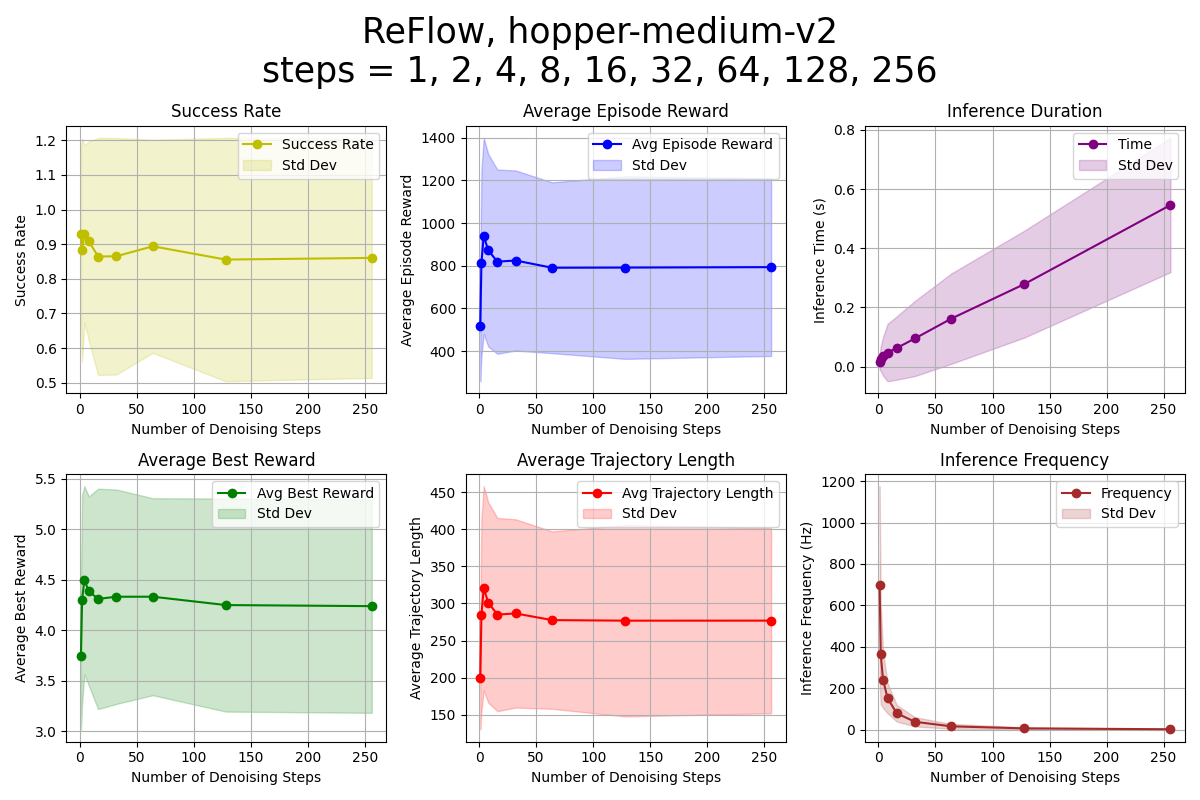 ReFlow, hopper-medium-v2
steps = 1, 2, 4, 8, 16, 32, 64, 128, 256
Success Rate
Success Rate
Std Dev
1.2
1.1
1.0
0.9
0.8
0.7
0.6
0.5
Success Rate
0 50 100 150 200 250
Number of Denoising Steps
Average Episode Reward
Avg Episode Reward
Std Dev
1400
1200
1000
800
600
400
Average Episode Reward
0 50 100 150 200 250
Number of Denoising Steps
Inference Duration
Time
Std Dev
0.8
0.6
0.4
0.2
0.0
Inference Time (s)
0 50 100 150 200 250
Number of Denoising Steps
Average Best Reward
Avg Best Reward
Std Dev
5.5
5.0
4.5
4.0
3.5
3.0
Average Best Reward
0 50 100 150 200 250
Number of Denoising Steps
Average Trajectory Length
Avg Trajectory Length
Std Dev
450
400
350
300
250
200
150
Average Trajectory Length
0 50 100 150 200 250
Number of Denoising Steps
Inference Frequency
Frequency
Std Dev
1200
1000
800
600
400
200
0
Inference Frequency (Hz)
0 50 100 150 200 250
Number of Denoising Steps